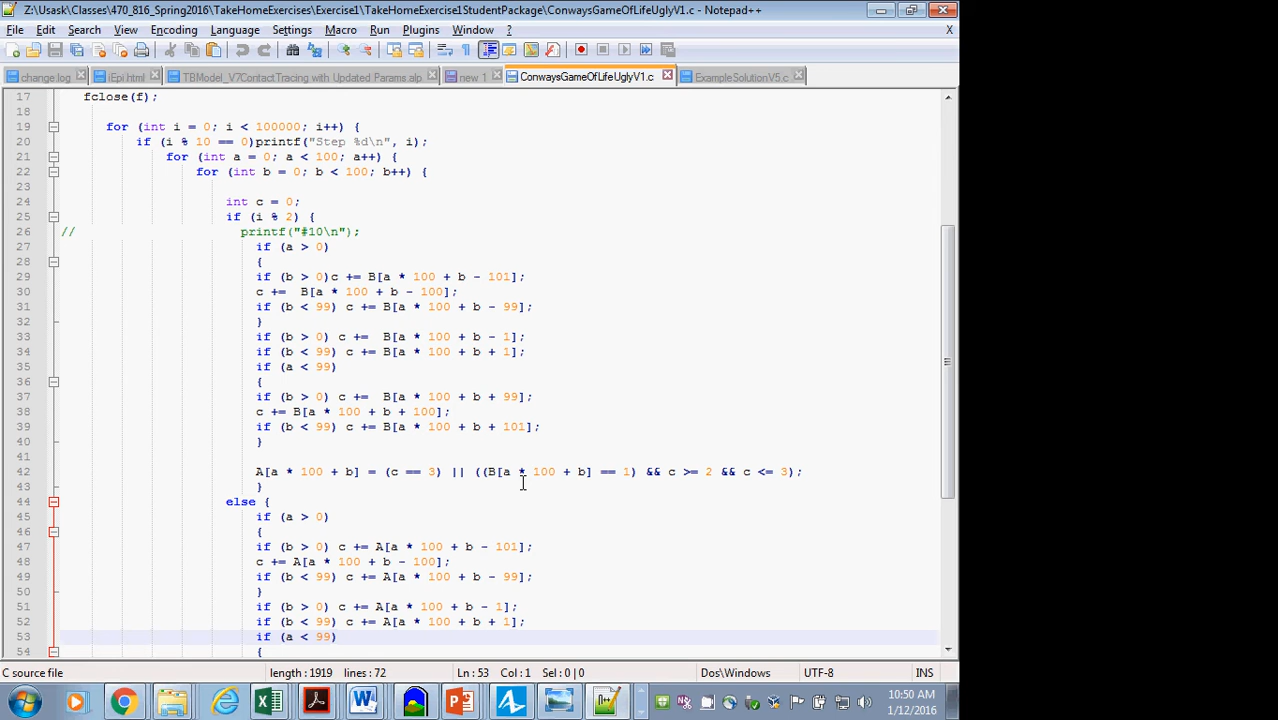 Z:\Usask\Classes\470_816_Spring2016\TakeHomeExercises\Exercise1\TakeHomeExercise1StudentPackage\ConwaysGameOfLifeUglyV1.c - Notepad++
File Edit Search View Encoding Language Settings Macro Run Plugins Window ? X
change.log iEpi.html TBModel_V7ContactTracing with Updated Params.alp new 1 ConwaysGameOfLifeUglyV1.c ExampleSolutionV5.c
17 fclose(f);
18
19 for (int i = 0; i < 100000; i++) {
20 if (i % 10 == 0)printf("Step %d\n", i);
21 for (int a = 0; a < 100; a++) {
22 for (int b = 0; b < 100; b++) {
23
24 int c = 0;
25 if (i % 2) {
26 // printf("#10\n");
27 if (a > 0)
28 {
29 if (b > 0)c += B[a * 100 + b - 101];
30 c += B[a * 100 + b - 100];
31 if (b < 99) c += B[a * 100 + b - 99];
32 }
33 if (b > 0) c += B[a * 100 + b - 1];
34 if (b < 99) c += B[a * 100 + b + 1];
35 if (a < 99)
36 {
37 if (b > 0) c += B[a * 100 + b + 99];
38 c += B[a * 100 + b + 100];
39 if (b < 99) c += B[a * 100 + b + 101];
40 }
41
42 A[a * 100 + b] = (c == 3) || ((B[a * 100 + b] == 1) && c >= 2 && c <= 3);
43 }
44 else {
45 if (a > 0)
46 {
47 if (b > 0) c += A[a * 100 + b - 101];
48 c += A[a * 100 + b - 100];
49 if (b < 99) c += A[a * 100 + b - 99];
50 }
51 if (b > 0) c += A[a * 100 + b - 1];
52 if (b < 99) c += A[a * 100 + b + 1];
53 if (a < 99)
54 {
C source file length : 1919 lines : 72 Ln : 53 Col : 1 Sel : 0 | 0 Dos\Windows UTF-8 INS
10:50 AM
1/12/2016